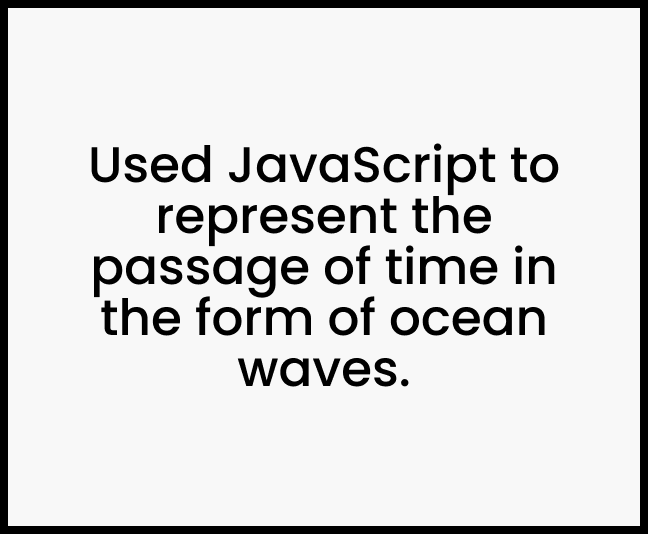 Used JavaScript to
represent the
passage of time in
the form of ocean
waves.